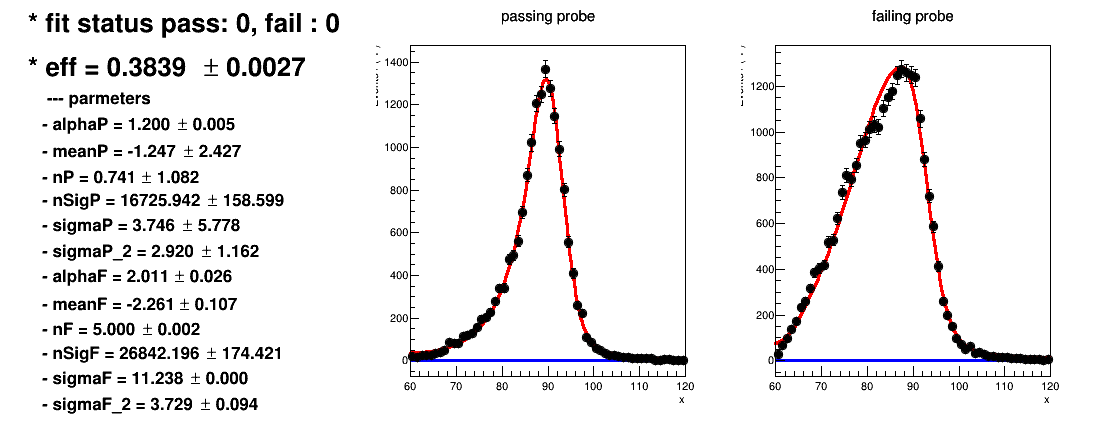 * fit status pass: 0, fail : 0
* eff = 0.3839 ± 0.0027
--- parmeters
- alphaP = 1.200 ± 0.005
- meanP = -1.247 ± 2.427
- nP = 0.741 ± 1.082
- nSigP = 16725.942 ± 158.599
- sigmaP = 3.746 ± 5.778
- sigmaP_2 = 2.920 ± 1.162
- alphaF = 2.011 ± 0.026
- meanF = -2.261 ± 0.107
- nF = 5.000 ± 0.002
- nSigF = 26842.196 ± 174.421
- sigmaF = 11.238 ± 0.000
- sigmaF_2 = 3.729 ± 0.094
passing probe
1400
1200
1000
800
600
400
200
0
60 70 80 90 100 110 120
x
failing probe
1200
1000
800
600
400
200
0
60 70 80 90 100 110 120
x